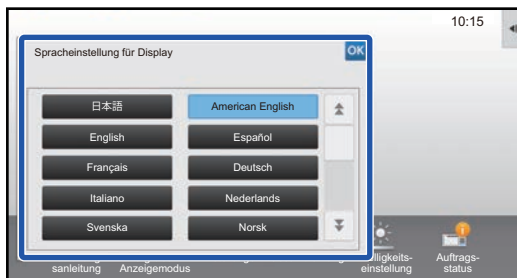 10:15
Spracheinstellung für Display
OK
日本語
American English
English
Español
Français
Deutsch
Italiano
Nederlands
Svenska
Norsk
sanleitung
Anzeigemodus
einstellung
Auftrags-
status